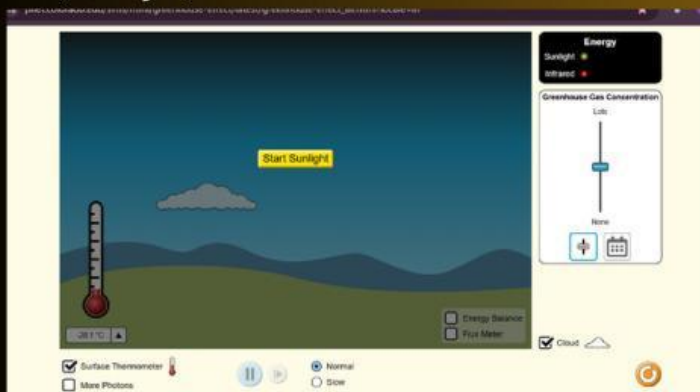 Energy
Sunlight
Infrared
Greenhouse Gas Concentration
Lots
Start Sunlight
None
Energy Balance
Flux Meter
Cloud
Surface Thermometer
Normal
More Photons
Slow